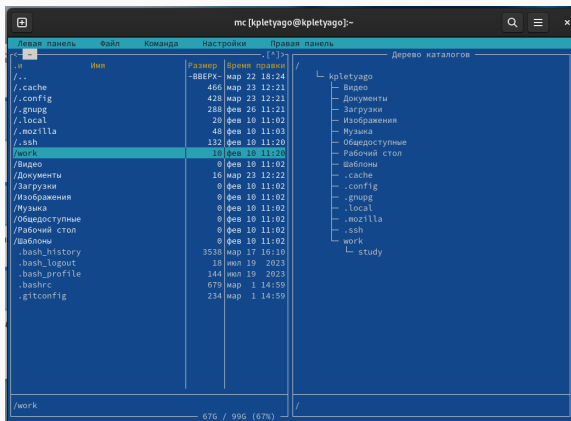 mc [kpletyago@kpletyago]:~
Левая панель Файл Команда Настройки Правая панель
<- ~ .[^]>
.и Имя Размер Время правки
/.. -ВВЕРХ- мар 22 18:24
/.cache 466 мар 23 12:21
/.config 428 мар 23 12:21
/.gnupg 288 фев 26 11:21
/.local 20 фев 10 11:02
/.mozilla 48 фев 10 11:03
/.ssh 132 фев 10 11:20
/work 10 фев 10 11:20
/Видео 0 фев 10 11:02
/Документы 16 мар 23 12:22
/Загрузки 0 фев 10 11:02
/Изображения 0 фев 10 11:02
/Музыка 0 фев 10 11:02
/Общедоступные 0 фев 10 11:02
/Рабочий стол 0 фев 10 11:02
/Шаблоны 0 фев 10 11:02
.bash_history 3538 мар 17 16:10
.bash_logout 18 июл 19 2023
.bash_profile 144 июл 19 2023
.bashrc 679 мар 1 14:59
.gitconfig 234 мар 1 14:59
/work
67G / 99G (67%)
Дерево каталогов
/
kpletyago
Видео
Документы
Загрузки
Изображения
Музыка
Общедоступные
Рабочий стол
Шаблоны
.cache
.config
.gnupg
.local
.mozilla
.ssh
work
study
/